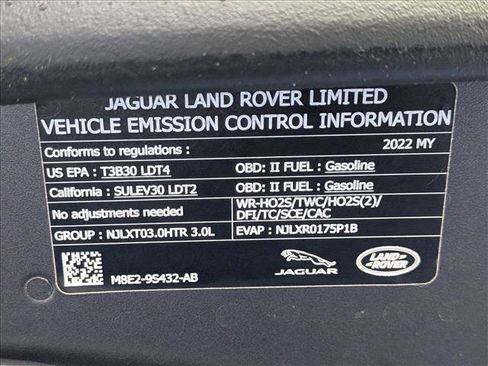 JAGUAR LAND ROVER LIMITED
VEHICLE EMISSION CONTROL INFORMATION
Conforms to regulations : 2022 MY
US EPA : T3B30 LDT4 OBD: II FUEL : Gasoline
California : SULEV30 LDT2 OBD: II FUEL : Gasoline
No adjustments needed WR-HO2S/TWC/HO2S(2)/
DFI/TC/SCE/CAC
GROUP : NJLXT03.0HTR 3.0L EVAP : NJLXR0175P1B
M8E2-9S432-AB
JAGUAR
LAND
ROVER